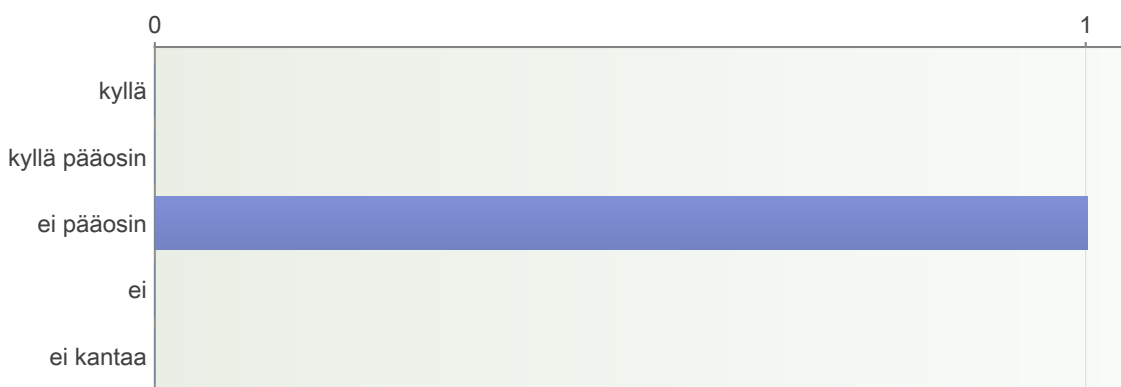 0 1
kyllä
kyllä pääosin
ei pääosin
ei
ei kantaa